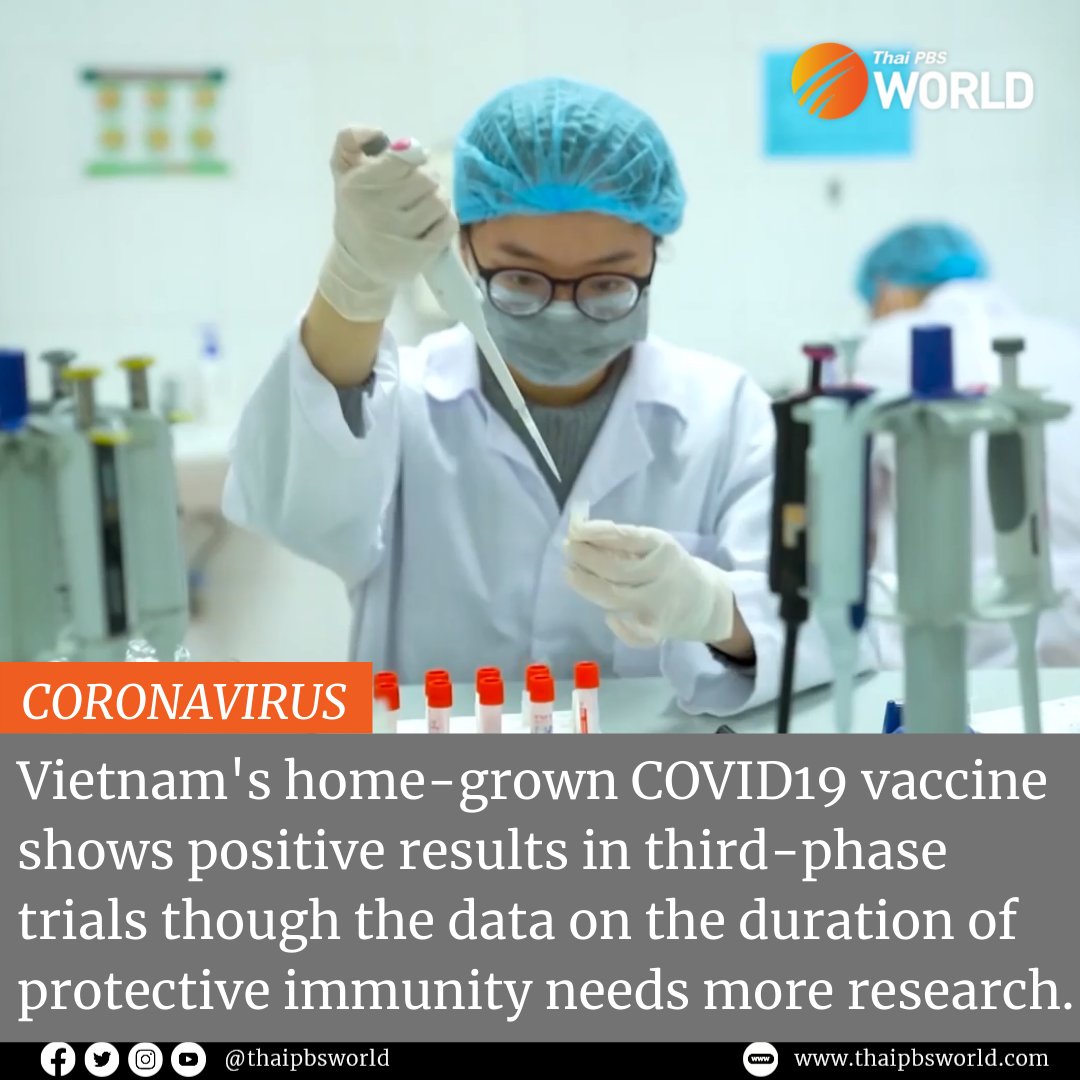 Thai PBS
WORLD
CORONAVIRUS
Vietnam's home-grown COVID19 vaccine
shows positive results in third-phase
trials though the data on the duration of
protective immunity needs more research.
@thaipbsworld
www
www.thaipbsworld.com